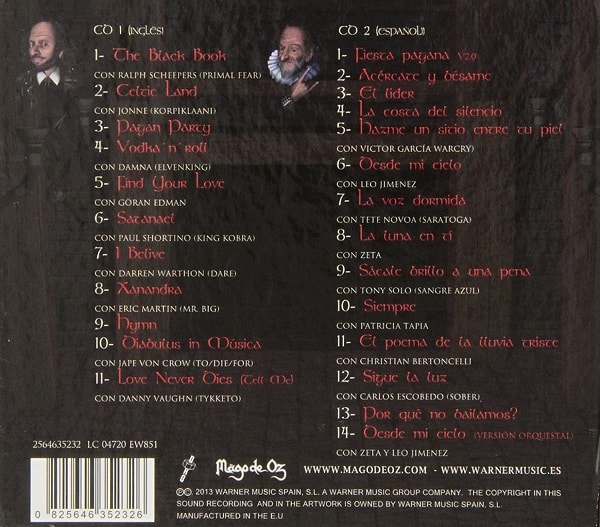 CD 1 (INGLÉS)
1- The Black Book
CON RALPH SCHEEPERS (PRIMAL FEAR)
2- Celtic Land
CON JONNE (KORPIKLAANI)
3- Pagan Party
4- Vodka´n´roll
CON DAMNA (ELVENKING)
5- Find Your Love
CON GÖRAN EDMAN
6- Satanael
CON PAUL SHORTINO (KING KOBRA)
7- I Belive
CON DARREN WARTHON (DARE)
8- Xanandra
CON ERIC MARTIN (MR. BIG)
9- Hymn
10- Diabulus in Música
CON JAPE VON CROW (TO/DIE/FOR)
11- Love Never Dies (Tell Me)
CON DANNY VAUGHN (TYKKETO)
CD 2 (ESPAÑOL)
1- Fiesta pagana V2.0
2- Acércate y bésame
3- El lider
4- La costa del silencio
5- Hazme un sitio entre tu piel
CON VICTOR GARCÍA WARCRY)
6- Desde mi cielo
CON LEO JIMENEZ
7- La voz dormida
CON TETE NOVOA (SARATOGA)
8- La luna en tí
CON ZETA
9- Sácale brillo a una pena
CON TONY SOLO (SANGRE AZUL)
10- Siempre
CON PATRICIA TAPIA
11- El poema de la lluvia triste
CON CHRISTIAN BERTONCELLI
12- Sigue la luz
CON CARLOS ESCOBEDO (SOBER)
13- Por qué no bailamos?
14- Desde mi cielo (VERSIÓN ORQUESTAL)
CON ZETA Y LEO JIMENEZ
2564635232 LC 04720 EW851
0 825646 352326
Mägo de Oz
WWW.MAGODEOZ.COM - WWW.WARNERMUSIC.ES
℗© 2013 WARNER MUSIC SPAIN, S.L, A WARNER MUSIC GROUP COMPANY. THE COPYRIGHT IN THIS
SOUND RECORDING AND IN THE ARTWORK IS OWNED BY WARNER MUSIC SPAIN, S.L.
MANUFACTURED IN THE E.U